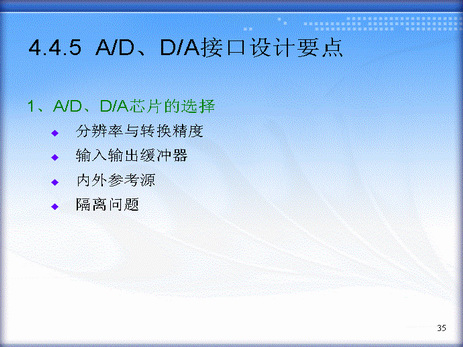 4.4.5 A/D、D/A接口设计要点
1、A/D、D/A芯片的选择
分辨率与转换精度
输入输出缓冲器
内外参考源
隔离问题
35